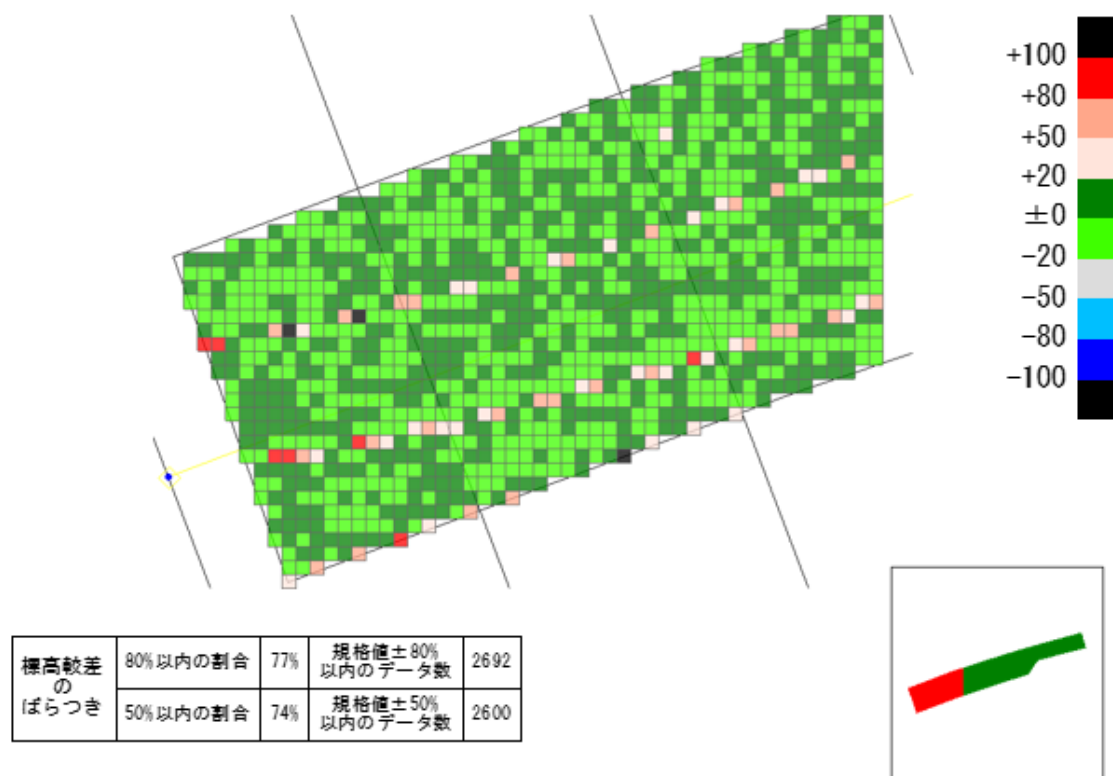 +100
+80
+50
+20
±0
-20
-50
-80
-100
標高較差
の
ばらつき
80%以内の割合
77%
規格値±80%
以内のデータ数
2692
50%以内の割合
74%
規格値±50%
以内のデータ数
2600